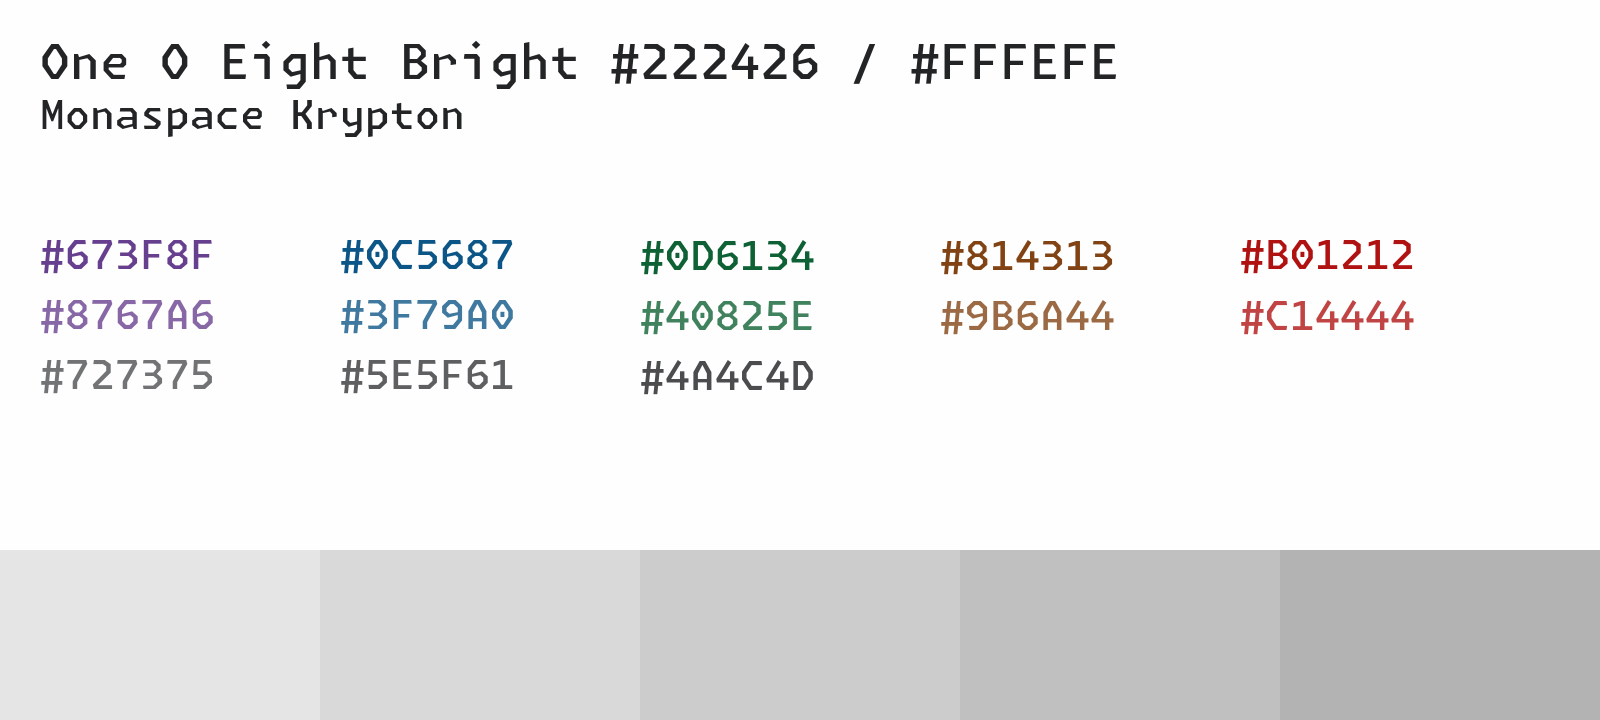 One O Eight Bright #222426 / #FFFEFE
Monaspace Krypton
#673F8F #0C5687 #0D6134 #814313 #B01212
#8767A6 #3F79A0 #40825E #9B6A44 #C14444
#727375 #5E5F61 #4A4C4D